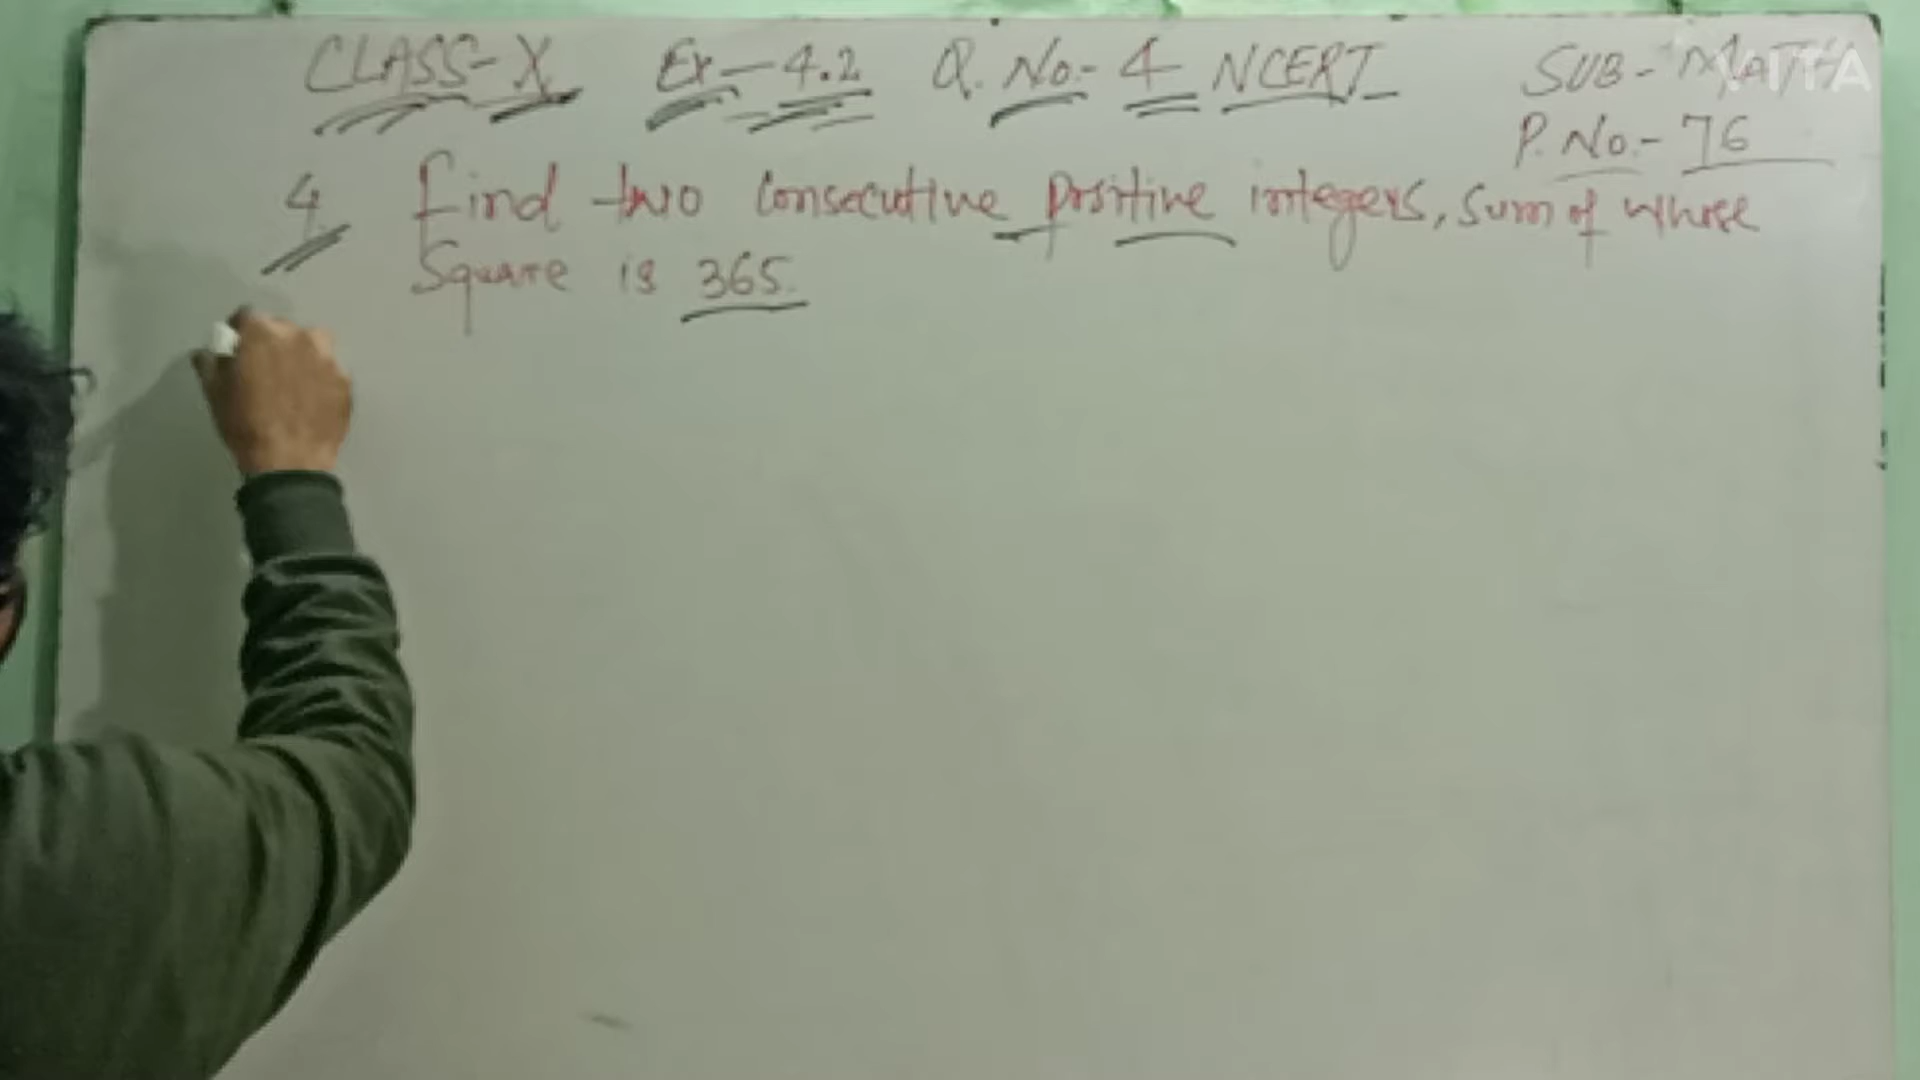 CLASS-X Ex-4.2 Q. No.- 4 NCERT SUB-MATH
P. No.- 76
4. Find two consecutive positive integers, sum of whose
Square is 365.